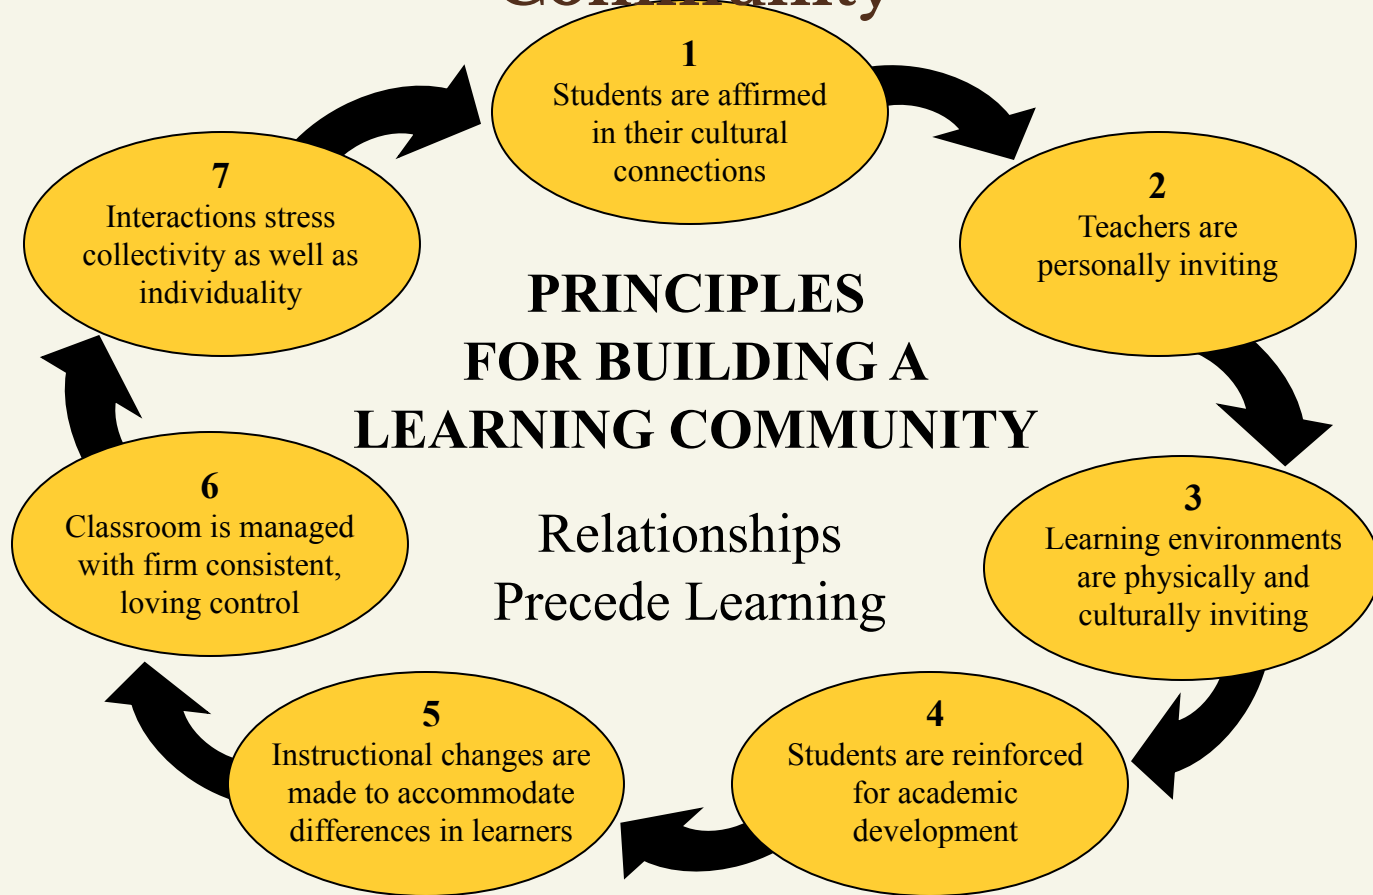 Community
1
Students are affirmed
in their cultural
connections
2
Teachers are
personally inviting
3
Learning environments
are physically and
culturally inviting
4
Students are reinforced
for academic
development
5
Instructional changes are
made to accommodate
differences in learners
6
Classroom is managed
with firm consistent,
loving control
7
Interactions stress
collectivity as well as
individuality
PRINCIPLES
FOR BUILDING A
LEARNING COMMUNITY
Relationships
Precede Learning